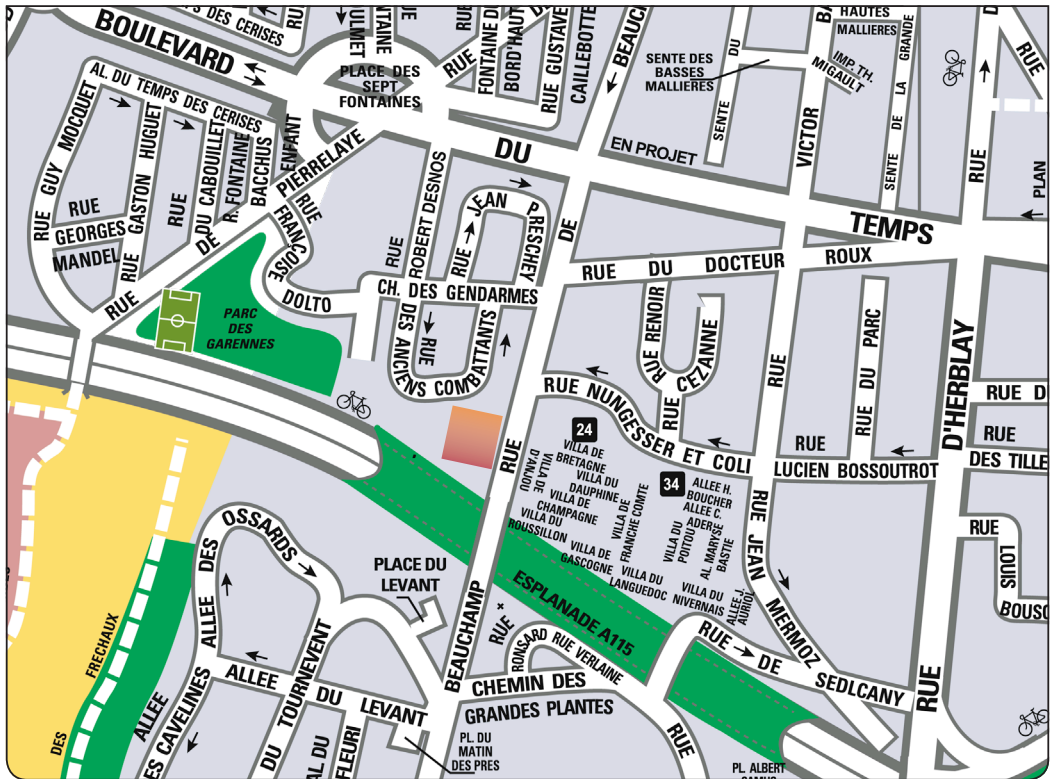 DES CERISES
RUE
BOULEVARD
DU
TEMPS
PLACE DES
SEPT
FONTAINES
RUE
FONTAINE D
BORD'HAUT
RUE GUSTAVE
CAILLEBOTTE
DE BEAUCH
SENTE DES
BASSES
MALLIERES
SENTE
DU
EN PROJET
HAUTES
MALLIERES
IMP. TH.
MIGAULT
VICTOR
SENTE DE LA GRANDE
RUE
RUE
PLAN
AL. DU TEMPS DES CERISES
RUE GUY MOCQUET
RUE GASTON HUGUET
RUE
DU CABOUILLET
R. FONTAINE
BACCHUS
ENFANT
RUE
GEORGES
MANDEL
RUE DE PIERRELAYE
RUE
FRANÇOISE
DOLTO
PARC
DES
GARENNES
RUE
ROBERT DESNOS
RUE JEAN P. RESCHEY
CH. DES GENDARMES
RUE
DES ANCIENS COMBATTANTS
RUE DU DOCTEUR ROUX
RUE RENOIR
RUE CEZANNE
RUE
RUE DU PARC
D'HERBLAY
RUE D
RUE
DES TILLE
RUE NUNGESSER ET COLI
RUE
LUCIEN BOSSOUTROT
24
VILLA DE
BRETAGNE
VILLA DU
DAUPHINE
VILLA DE
D'ANJOU
VILLA DE
CHAMPAGNE
VILLA DU
ROUSSILLON
VILLA DE
FRANCHE COMTE
VILLA DE
GASCOGNE
VILLA DU
LANGUEDOC
34
ALLEE H.
BOUCHER
ALLEE C.
ADER
VILLA DU
POITOU
AL. MARYSE
BASTIE
VILLA DU
NIVERNAIS
ALLEE J.
AURIOL
RUE JEAN MERMOZ
RUE
LOUIS
BOUSQ
RUE
DE
BEAUCHAMP
ESPLANADE A115
ALLEE DES OSSARDS
PLACE DU
LEVANT
RUE
RONSARD
RUE VERLAINE
CHEMIN DES
GRANDES PLANTES
RUE
RUE DE SEDLCANY
RUE
FRECHAUX
DES
ALLEE
ES CAVELINES
ALLEE DU LEVANT
DU TOURNEVENT
AL. DU
FLEURI
PL. DU
MATIN
DES PRES
PL. ALBERT
CAMUS